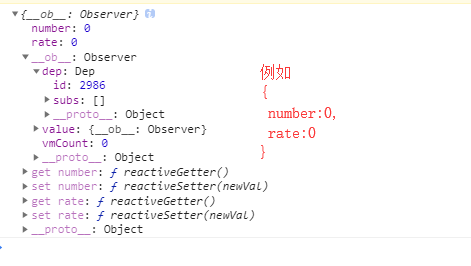 {__ob__: Observer} i
number: 0
rate: 0
__ob__: Observer
dep: Dep
id: 2986
subs: []
__proto__: Object
value: {__ob__: Observer}
vmCount: 0
__proto__: Object
get number: ƒ reactiveGetter()
set number: ƒ reactiveSetter(newVal)
get rate: ƒ reactiveGetter()
set rate: ƒ reactiveSetter(newVal)
__proto__: Object
例如
{
number:0,
rate:0
}